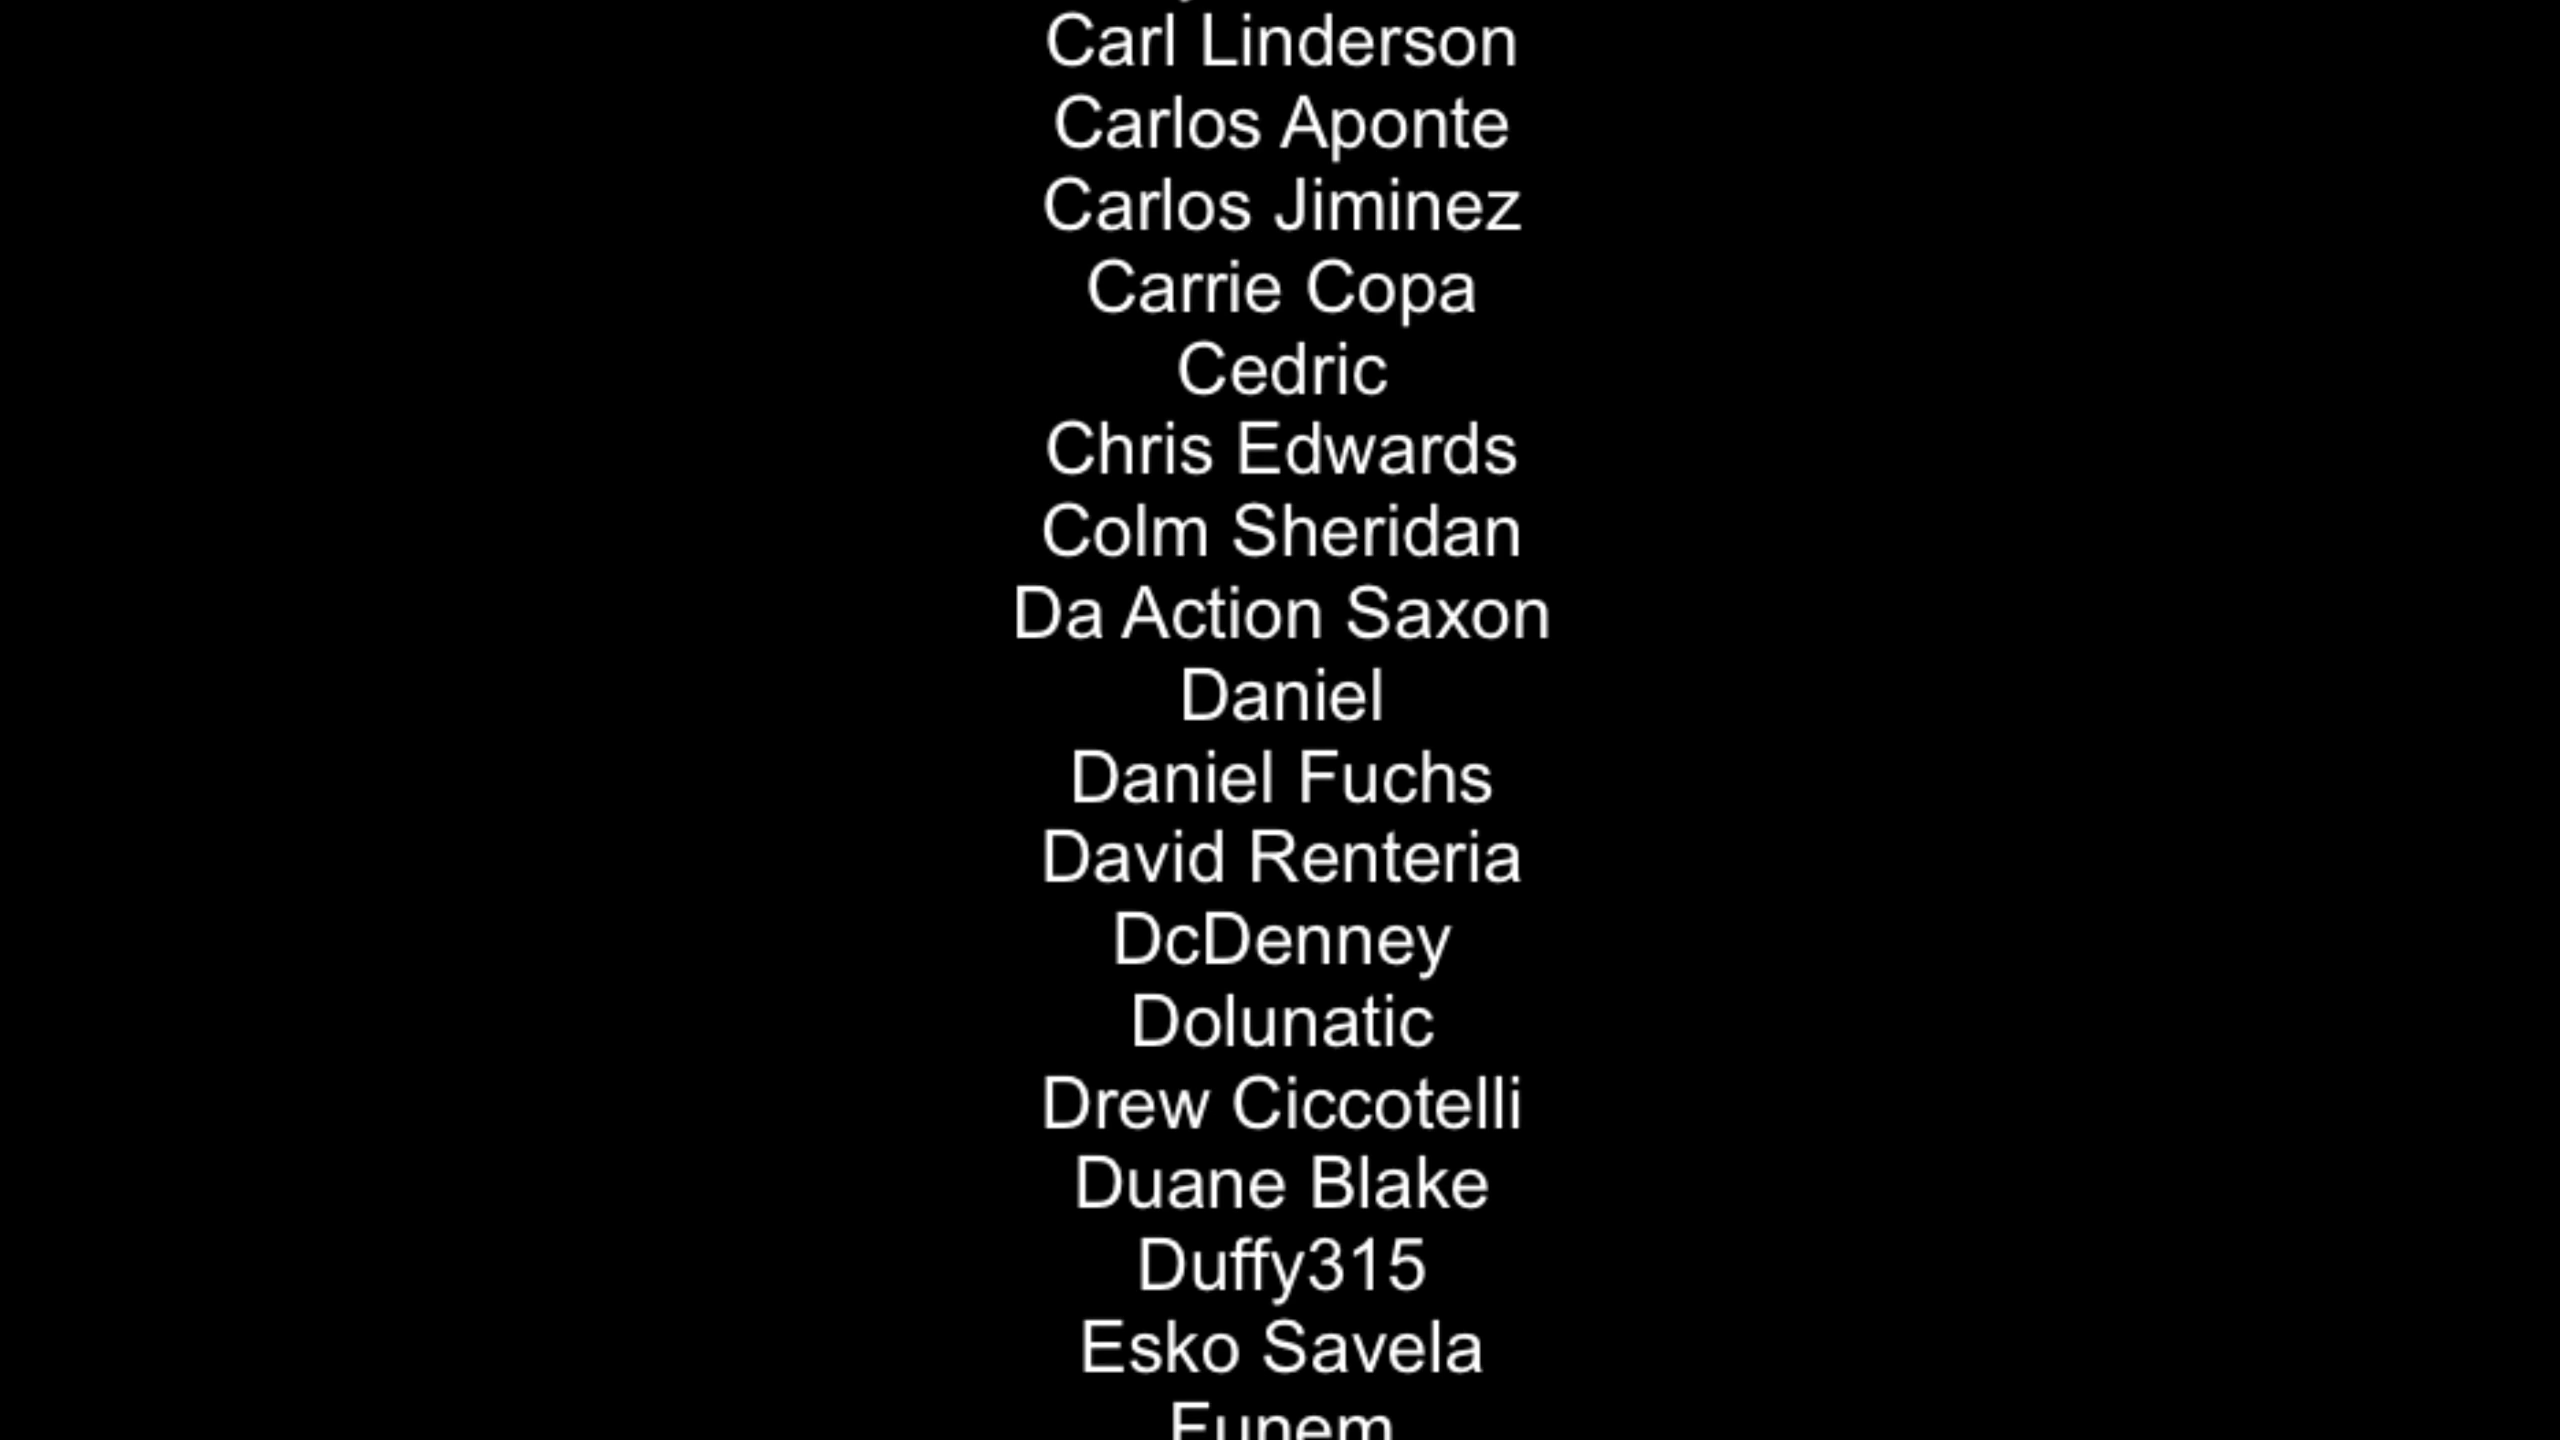 Carl Linderson
Carlos Aponte
Carlos Jiminez
Carrie Copa
Cedric
Chris Edwards
Colm Sheridan
Da Action Saxon
Daniel
Daniel Fuchs
David Renteria
DcDenney
Dolunatic
Drew Ciccotelli
Duane Blake
Duffy315
Esko Savela